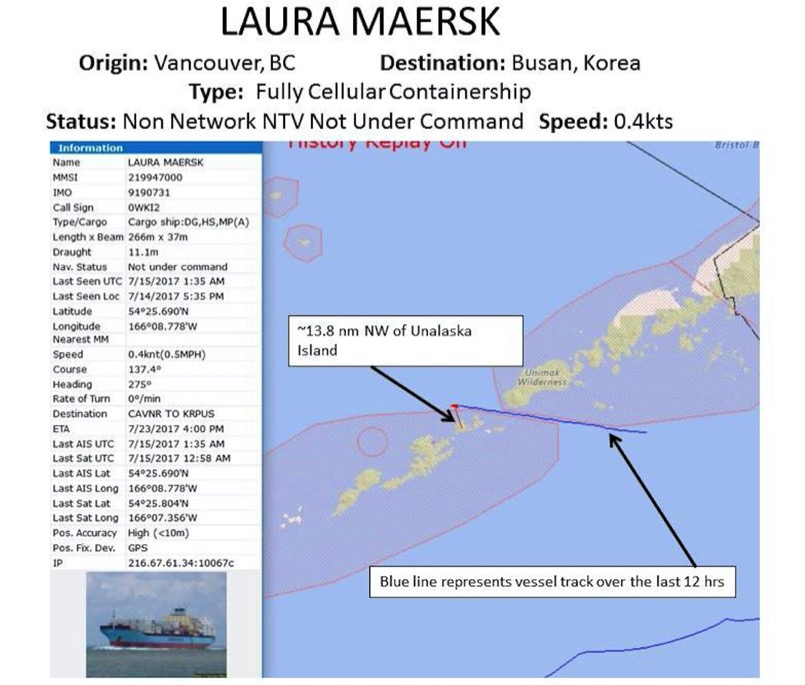 LAURA MAERSK
Origin: Vancouver, BC Destination: Busan, Korea
Type: Fully Cellular Containership
Status: Non Network NTV Not Under Command Speed: 0.4kts
Information
Name LAURA MAERSK
MMSI 219947000
IMO 9190731
Call Sign OWKI2
Type/Cargo Cargo ship:DG,HS,MP(A)
Length x Beam 266m x 37m
Draught 11.1m
Nav. Status Not under command
Last Seen UTC 7/15/2017 1:35 AM
Last Seen Loc 7/14/2017 5:35 PM
Latitude 54°25.690'N
Longitude 166°08.778'W
Nearest MM
Speed 0.4knt(0.5MPH)
Course 137.4°
Heading 275°
Rate of Turn 0°/min
Destination CAVNR TO KRPUS
ETA 7/23/2017 4:00 PM
Last AIS UTC 7/15/2017 1:35 AM
Last Sat UTC 7/15/2017 12:58 AM
Last AIS Lat 54°25.690'N
Last AIS Long 166°08.778'W
Last Sat Lat 54°25.804'N
Last Sat Long 166°07.356'W
Pos. Accuracy High (<10m)
Pos. Fix. Dev. GPS
IP 216.67.61.34:10067c
History Replay On
Bristol B
~13.8 nm NW of Unalaska
Island
Unimak
Wilderness
Blue line represents vessel track over the last 12 hrs